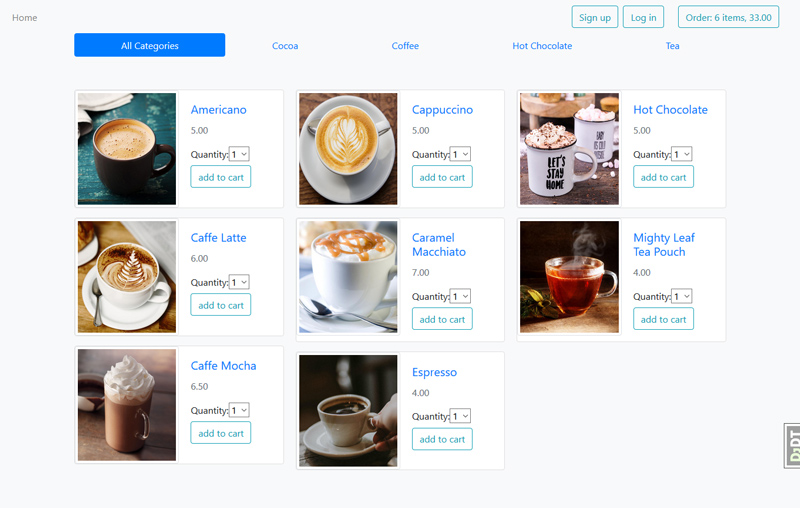 Home
Sign up
Log in
Order: 6 items, 33.00
All Categories
Cocoa
Coffee
Hot Chocolate
Tea
Americano
5.00
Quantity: 1
add to cart
Cappuccino
5.00
Quantity: 1
add to cart
LET'S
STAY
HOME
BABY
IT'S COLD
Hot Chocolate
5.00
Quantity: 1
add to cart
Caffe Latte
6.00
Quantity: 1
add to cart
Caramel
Macchiato
7.00
Quantity: 1
add to cart
Mighty Leaf
Tea Pouch
4.00
Quantity: 1
add to cart
Caffe Mocha
6.50
Quantity: 1
add to cart
Espresso
4.00
Quantity: 1
add to cart
DjDT